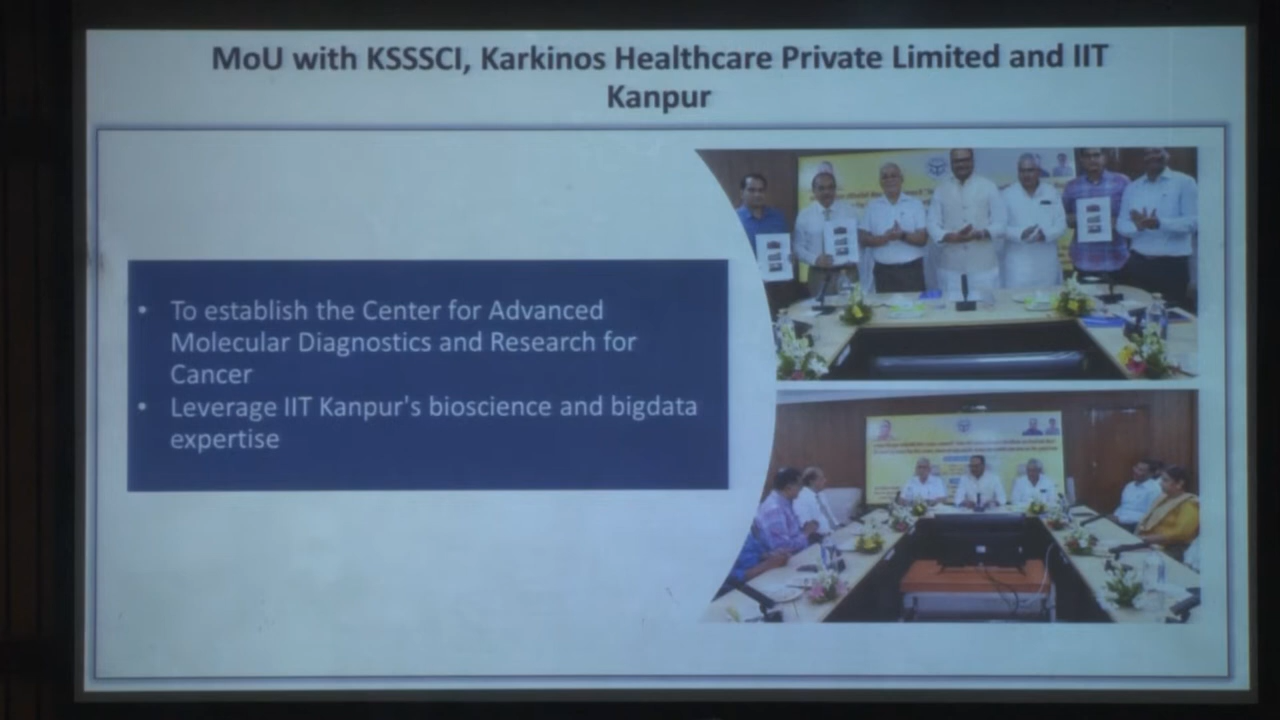 MoU with KSSSCI, Karkinos Healthcare Private Limited and IIT
Kanpur
• To establish the Center for Advanced
Molecular Diagnostics and Research for
Cancer
• Leverage IIT Kanpur's bioscience and bigdata
expertise